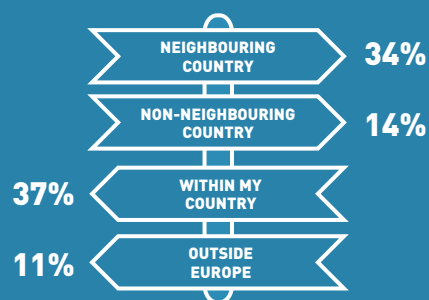 NEIGHBOURING
COUNTRY
34%
NON-NEIGHBOURING
COUNTRY
14%
37%
WITHIN MY
COUNTRY
11%
OUTSIDE
EUROPE